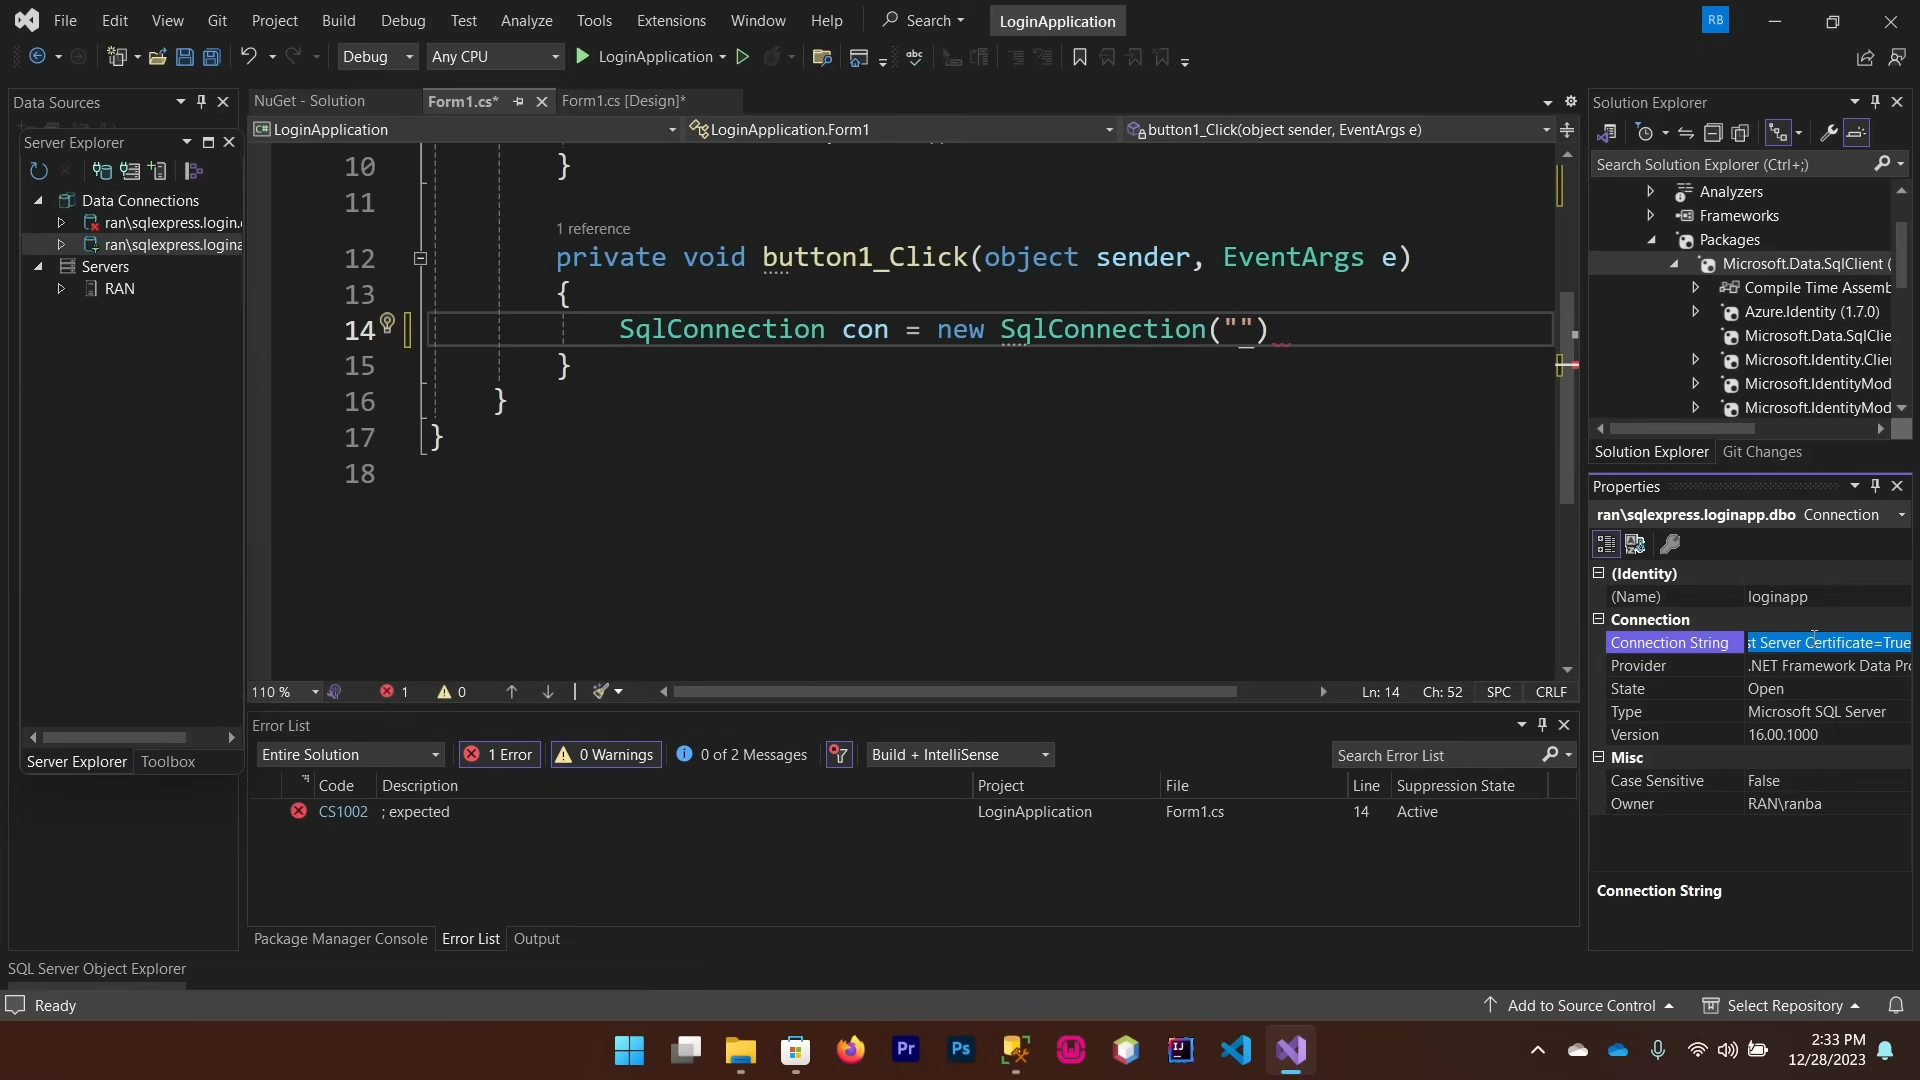 File Edit View Git Project Build Debug Test Analyze Tools Extensions Window Help Search LoginApplication RB
Debug Any CPU LoginApplication
Data Sources
Server Explorer
Data Connections
ran\sqlexpress.login.
ran\sqlexpress.logina
Servers
RAN
Server Explorer Toolbox
SQL Server Object Explorer
NuGet - Solution Form1.cs* Form1.cs [Design]*
C# LoginApplication LoginApplication.Form1 button1_Click(object sender, EventArgs e)
10 }
11
1 reference
12 private void button1_Click(object sender, EventArgs e)
13 {
14 SqlConnection con = new SqlConnection("")
15 }
16 }
17 }
18
110 % 1 0 Ln: 14 Ch: 52 SPC CRLF
Error List
Entire Solution 1 Error 0 Warnings 0 of 2 Messages Build + IntelliSense Search Error List
Code Description Project File Line Suppression State
CS1002 ; expected LoginApplication Form1.cs 14 Active
Package Manager Console Error List Output
Solution Explorer
Search Solution Explorer (Ctrl+;)
Analyzers
Frameworks
Packages
Microsoft.Data.SqlClient (
Compile Time Assemb
Azure.Identity (1.7.0)
Microsoft.Data.SqlClie
Microsoft.Identity.Clie
Microsoft.IdentityMod
Microsoft.IdentityMod
Solution Explorer Git Changes
Properties
ran\sqlexpress.loginapp.dbo Connection
(Identity)
(Name) loginapp
Connection
Connection String st Server Certificate=True
Provider .NET Framework Data Pro
State Open
Type Microsoft SQL Server
Version 16.00.1000
Misc
Case Sensitive False
Owner RAN\ranba
Connection String
Ready Add to Source Control Select Repository
Pr Ps IJ
2:33 PM
12/28/2023